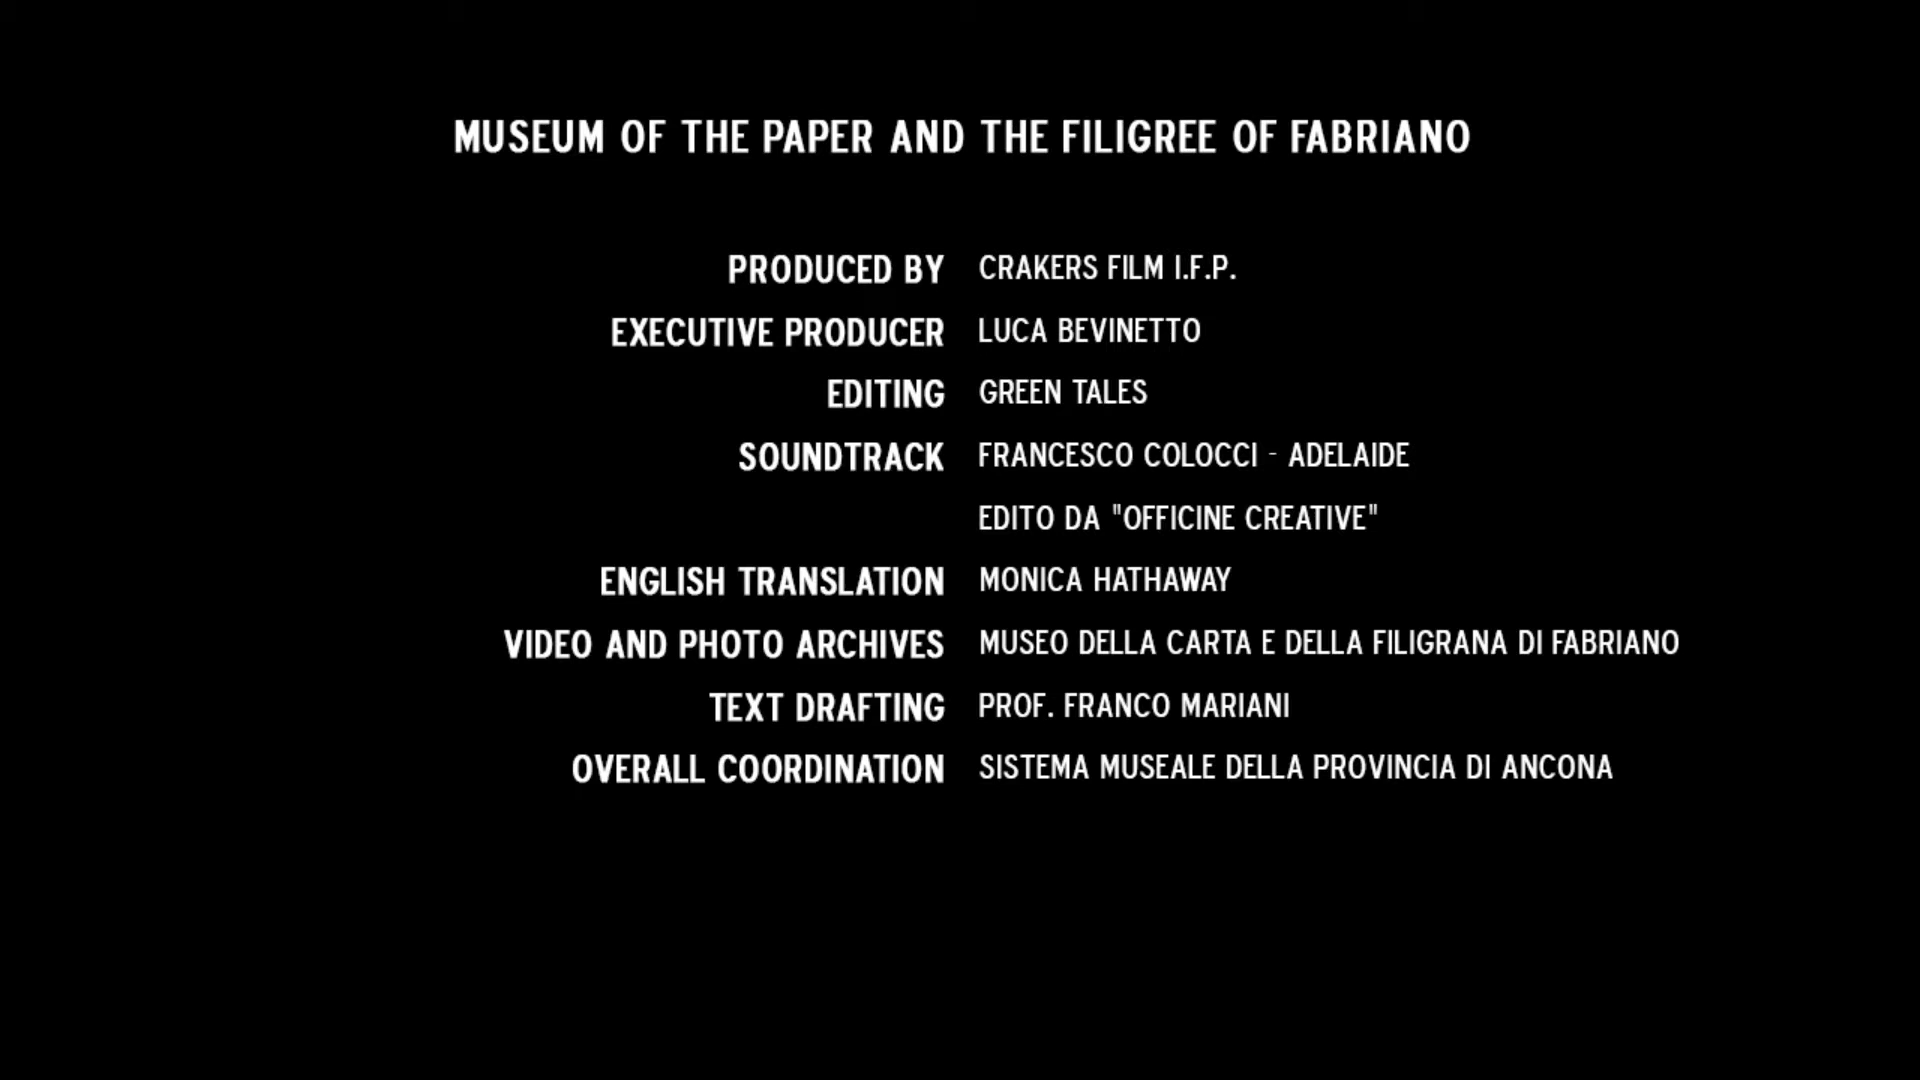 MUSEUM OF THE PAPER AND THE FILIGREE OF FABRIANO
PRODUCED BY CRAKERS FILM I.F.P.
EXECUTIVE PRODUCER LUCA BEVINETTO
EDITING GREEN TALES
SOUNDTRACK FRANCESCO COLOCCI - ADELAIDE
EDITO DA "OFFICINE CREATIVE"
ENGLISH TRANSLATION MONICA HATHAWAY
VIDEO AND PHOTO ARCHIVES MUSEO DELLA CARTA E DELLA FILIGRANA DI FABRIANO
TEXT DRAFTING PROF. FRANCO MARIANI
OVERALL COORDINATION SISTEMA MUSEALE DELLA PROVINCIA DI ANCONA